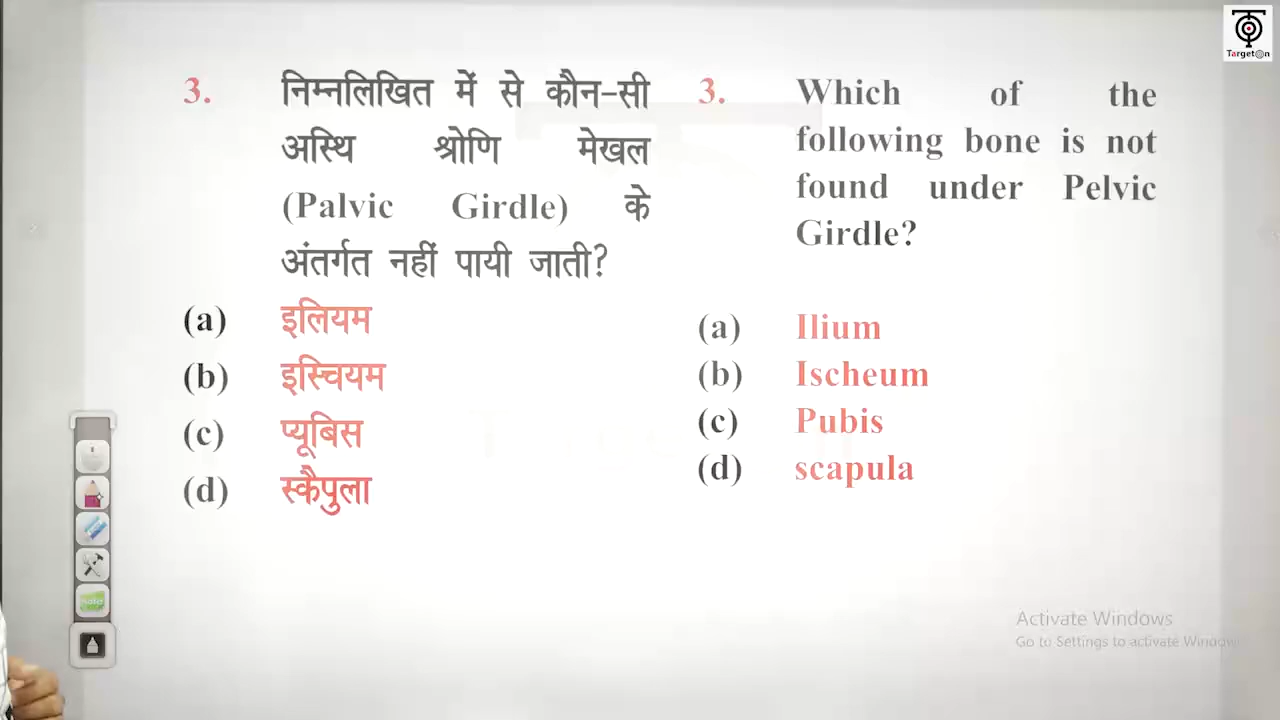 Target@n
3. निम्नलिखित में से कौन-सी
अस्थि श्रोणि मेखल
(Palvic Girdle) के
अंतर्गत नहीं पायी जाती?
(a) इलियम
(b) इस्चियम
(c) प्यूबिस
(d) स्कैपुला
3. Which of the
following bone is not
found under Pelvic
Girdle?
(a) Ilium
(b) Ischeum
(c) Pubis
(d) scapula
Activate Windows
Go to Settings to activate Window